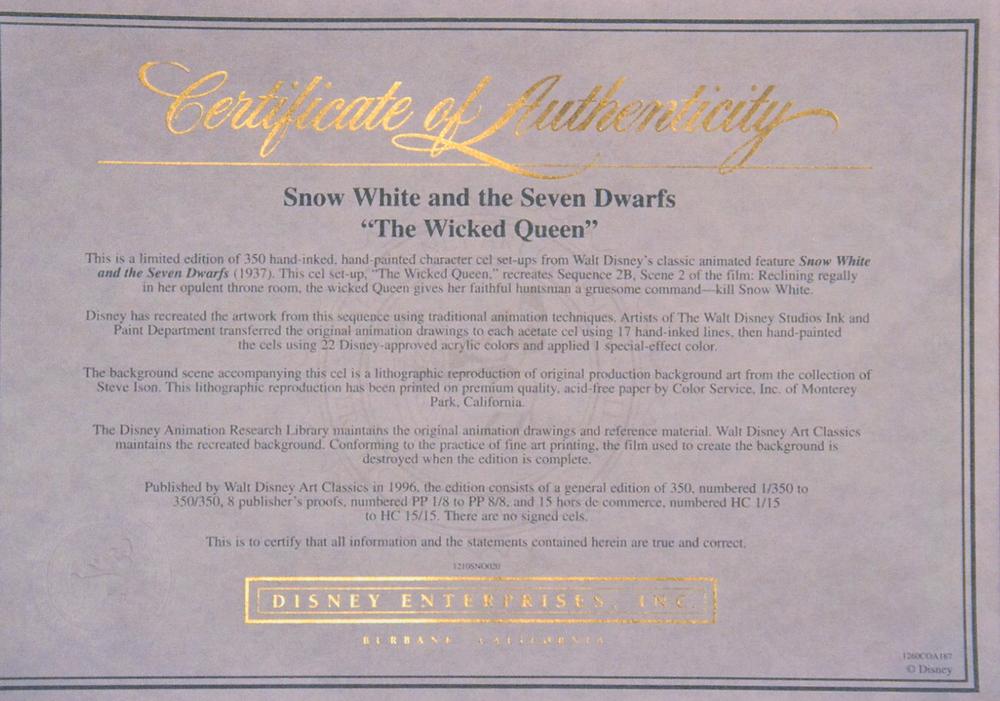 Certificate of Authenticity
Snow White and the Seven Dwarfs
“The Wicked Queen”
This is a limited edition of 350 hand-inked, hand-painted character cel set-ups from Walt Disney’s classic animated feature Snow White
and the Seven Dwarfs (1937). This cel set-up, “The Wicked Queen,” recreates Sequence 2B, Scene 2 of the film: Reclining regally
in her opulent throne room, the wicked Queen gives her faithful huntsman a gruesome command—kill Snow White.
Disney has recreated the artwork from this sequence using traditional animation techniques. Artists of The Walt Disney Studios Ink and
Paint Department transferred the original animation drawings to each acetate cel using 17 hand-inked lines, then hand-painted
the cels using 22 Disney-approved acrylic colors and applied 1 special-effect color.
The background scene accompanying this cel is a lithographic reproduction of original production background art from the collection of
Steve Ison. This lithographic reproduction has been printed on premium quality, acid-free paper by Color Service, Inc. of Monterey
Park, California.
The Disney Animation Research Library maintains the original animation drawings and reference material. Walt Disney Art Classics
maintains the recreated background. Conforming to the practice of fine art printing, the film used to create the background is
destroyed when the edition is complete.
Published by Walt Disney Art Classics in 1996, the edition consists of a general edition of 350, numbered 1/350 to
350/350, 8 publisher’s proofs, numbered PP 1/8 to PP 8/8, and 15 hors de commerce, numbered HC 1/15
to HC 15/15. There are no signed cels.
This is to certify that all information and the statements contained herein are true and correct.
1210SNO020
DISNEY ENTERPRISES, INC.
BURBANK, CALIFORNIA
1260COA187
© Disney